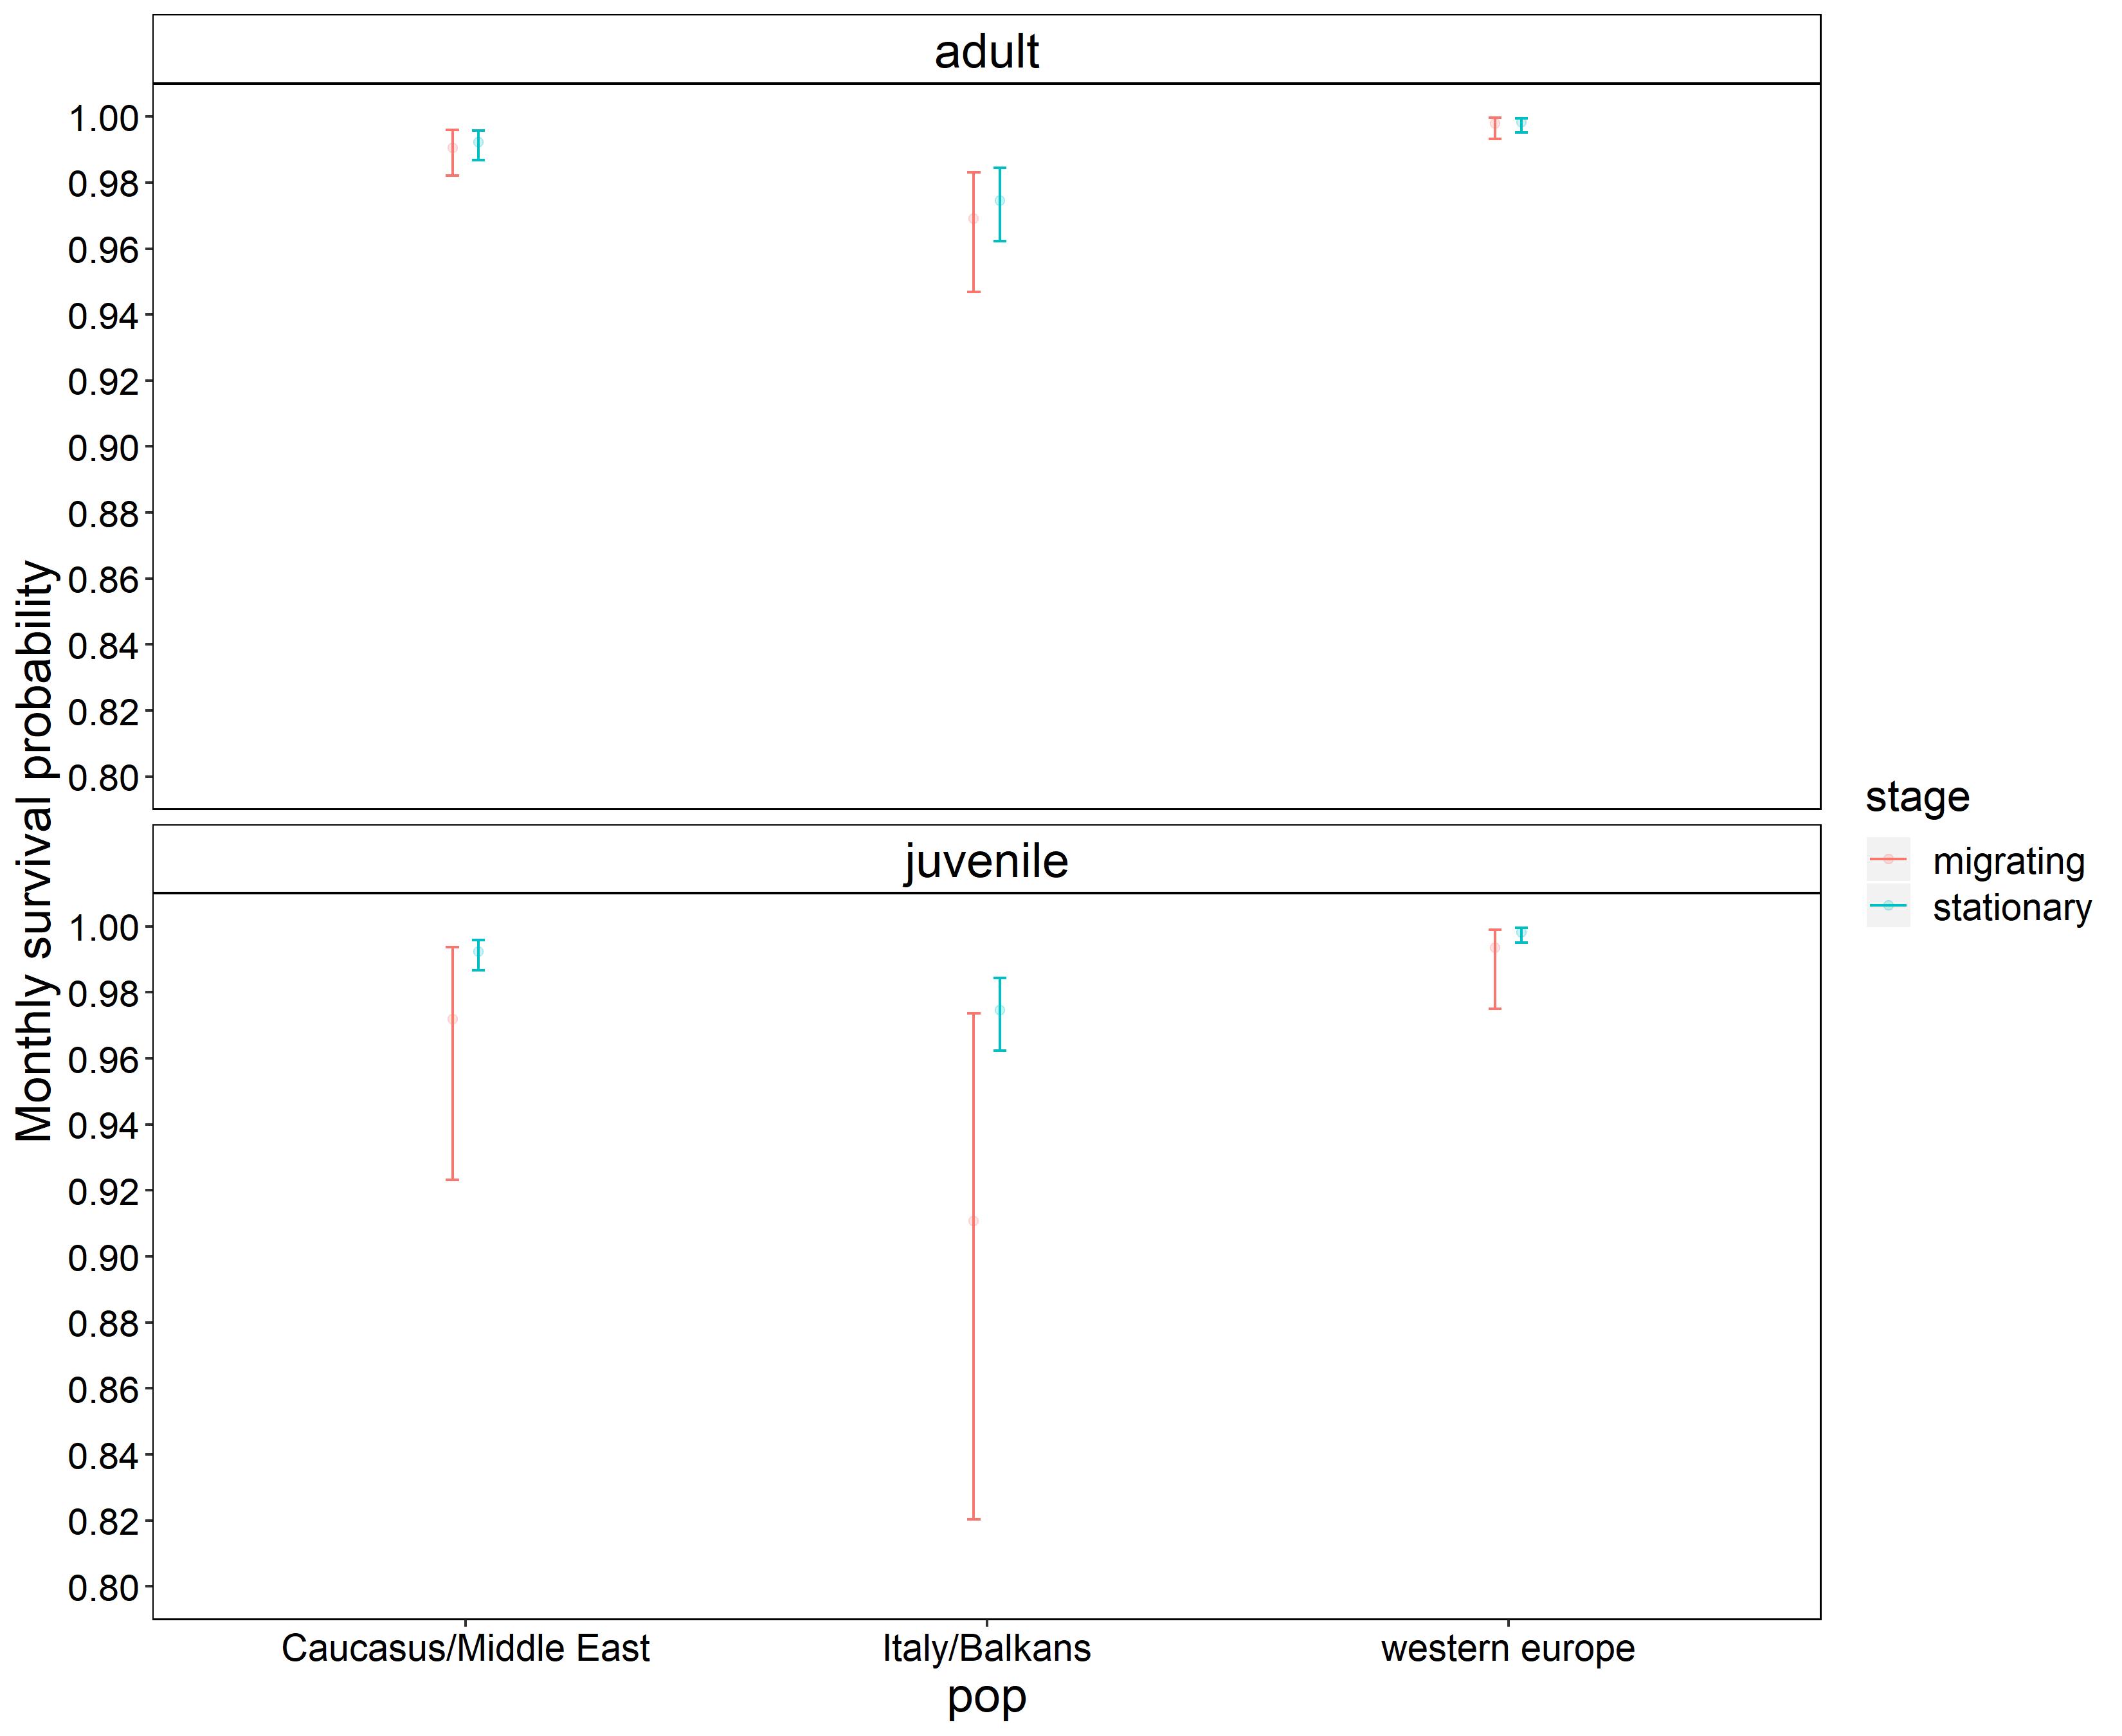 adult
1.00
0.98
0.96
0.94
0.92
0.90
0.88
0.86
0.84
0.82
0.80
Monthly survival probability
juvenile
1.00
0.98
0.96
0.94
0.92
0.90
0.88
0.86
0.84
0.82
0.80
Caucasus/Middle East
Italy/Balkans
western europe
pop
stage
migrating
stationary